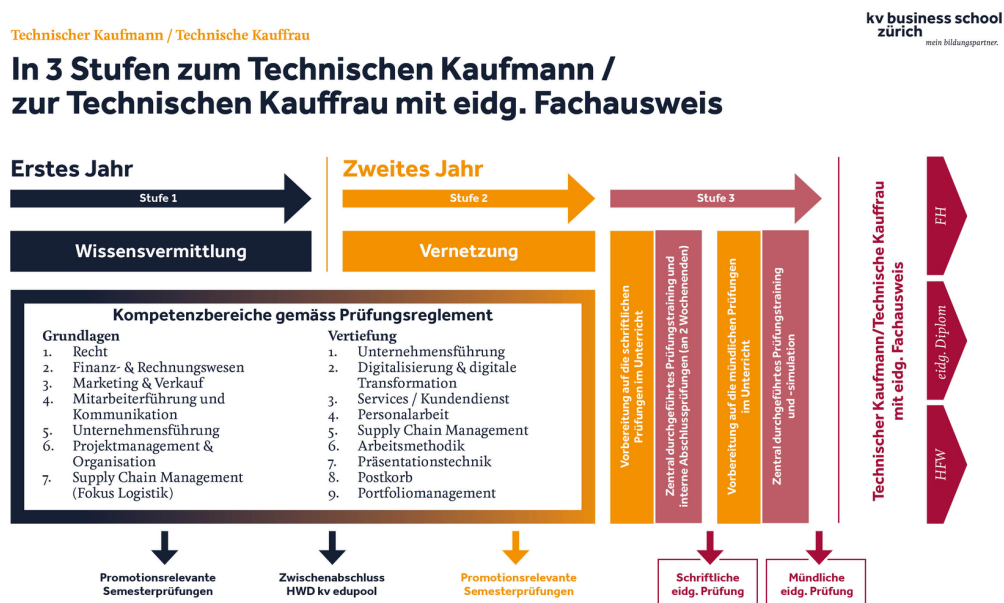 kv business school
zürich
mein bildungspartner.
Technischer Kaufmann / Technische Kauffrau
In 3 Stufen zum Technischen Kaufmann /
zur Technischen Kauffrau mit eidg. Fachausweis
Erstes Jahr
Stufe 1
Wissensvermittlung
Zweites Jahr
Stufe 2
Vernetzung
Stufe 3
Kompetenzbereiche gemäss Prüfungsreglement
Grundlagen
1. Recht
2. Finanz- & Rechnungswesen
3. Marketing & Verkauf
4. Mitarbeiterführung und
Kommunikation
5. Unternehmensführung
6. Projektmanagement &
Organisation
7. Supply Chain Management
(Fokus Logistik)
Vertiefung
1. Unternehmensführung
2. Digitalisierung & digitale
Transformation
3. Services / Kundendienst
4. Personalarbeit
5. Supply Chain Management
6. Arbeitsmethodik
7. Präsentationstechnik
8. Postkorb
9. Portfoliomanagement
Vorbereitung auf die schriftlichen
Prüfungen im Unterricht
Zentral durchgeführtes Prüfungstraining und
interne Abschlussprüfungen (an 2 Wochenenden)
Vorbereitung auf die mündlichen Prüfungen
im Unterricht
Zentral durchgeführtes Prüfungstraining
und -simulation
Technischer Kaufmann/Technische Kauffrau
mit eidg. Fachausweis
FH
eidg. Diplom
HFW
Promotionsrelevante
Semesterprüfungen
Zwischenabschluss
HWD kv edupool
Promotionsrelevante
Semesterprüfungen
Schriftliche
eidg. Prüfung
Mündliche
eidg. Prüfung